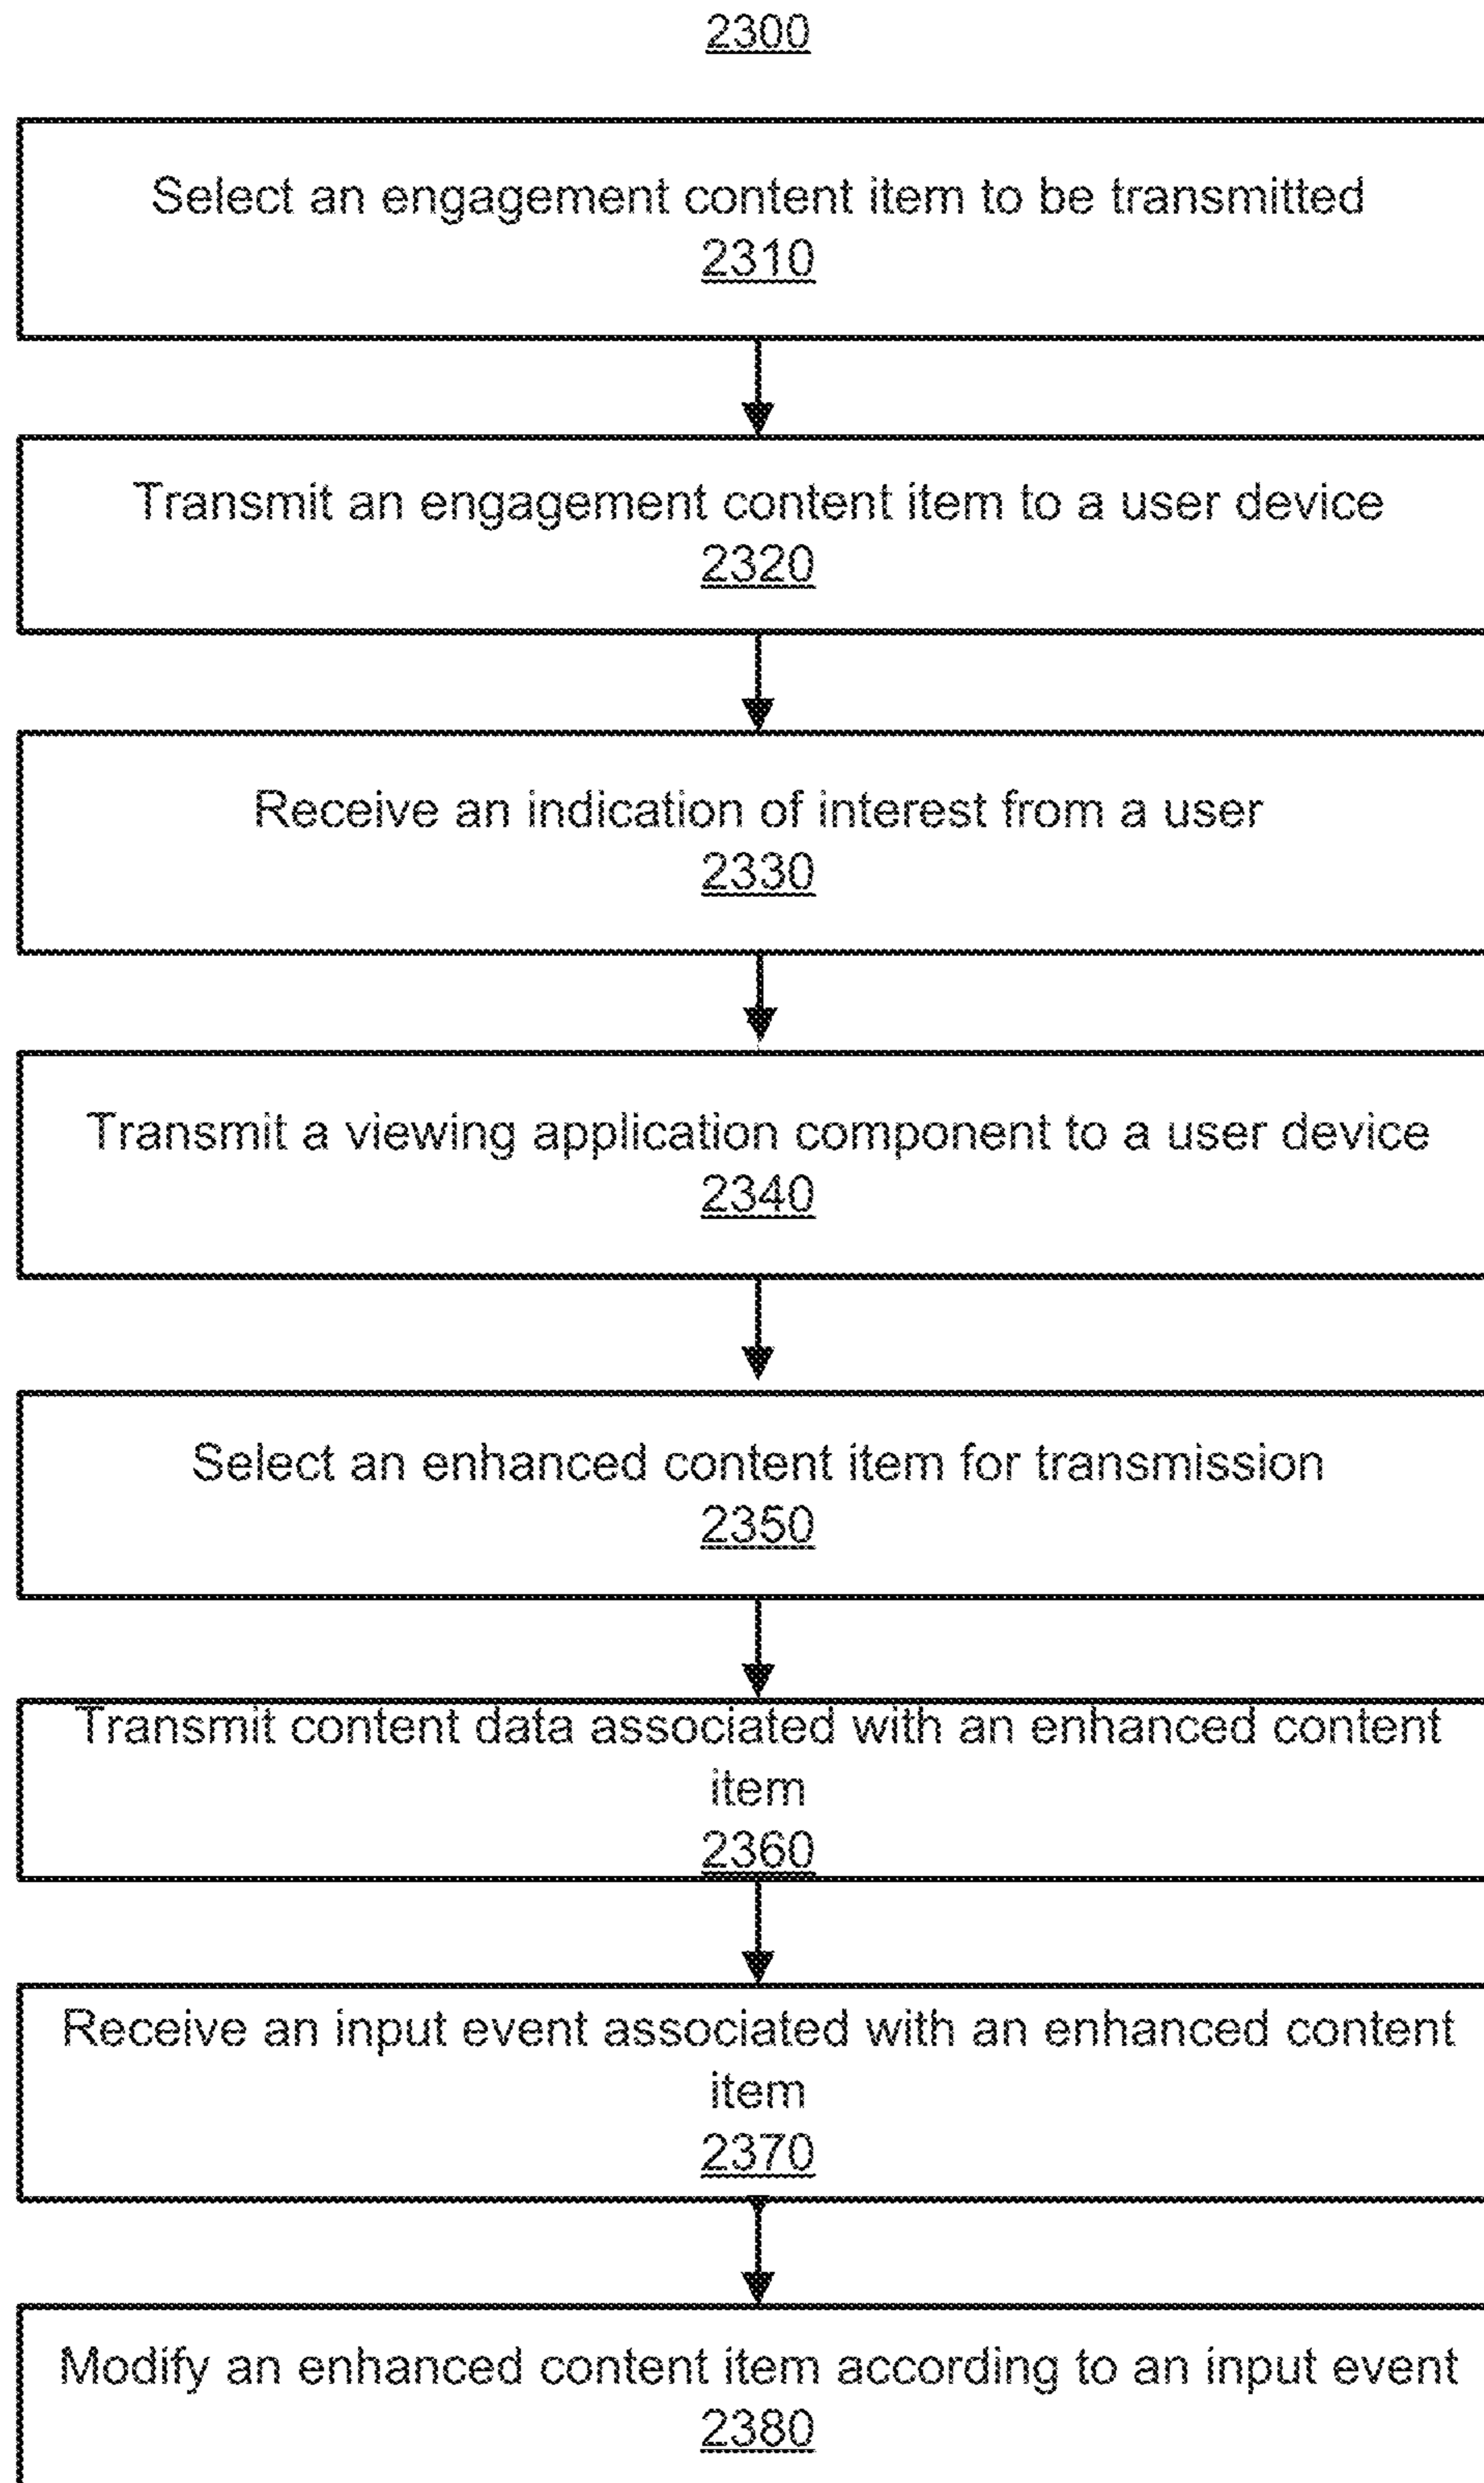 2300
Select an engagement content item to be transmitted
2310
Transmit an engagement content item to a user device
2320
Receive an indication of interest from a user
2330
Transmit a viewing application component to a user device
2340
Select an enhanced content item for transmission
2350
Transmit content data associated with an enhanced content
item
2360
Receive an input event associated with an enhanced content
item
2370
Modify an enhanced content item according to an input event
2380